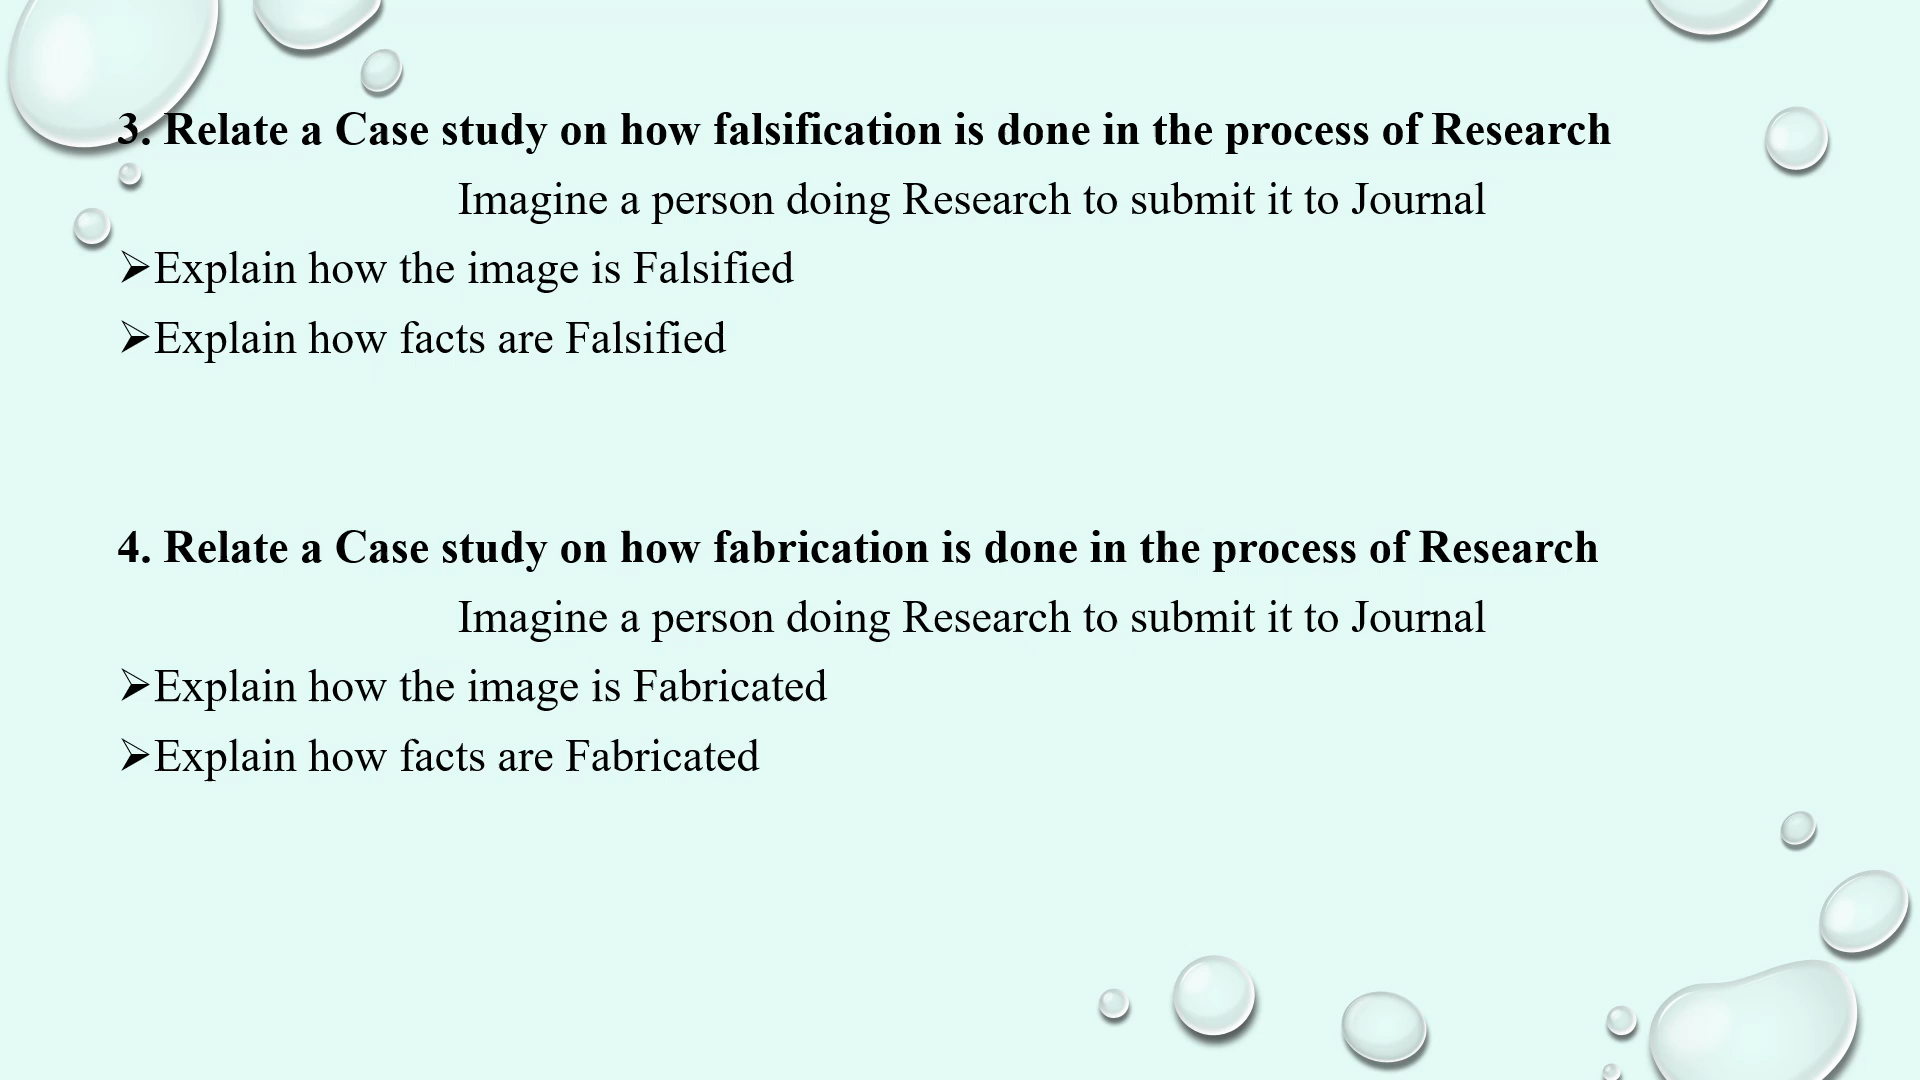 3. Relate a Case study on how falsification is done in the process of Research
Imagine a person doing Research to submit it to Journal
➢Explain how the image is Falsified
➢Explain how facts are Falsified
4. Relate a Case study on how fabrication is done in the process of Research
Imagine a person doing Research to submit it to Journal
➢Explain how the image is Fabricated
➢Explain how facts are Fabricated